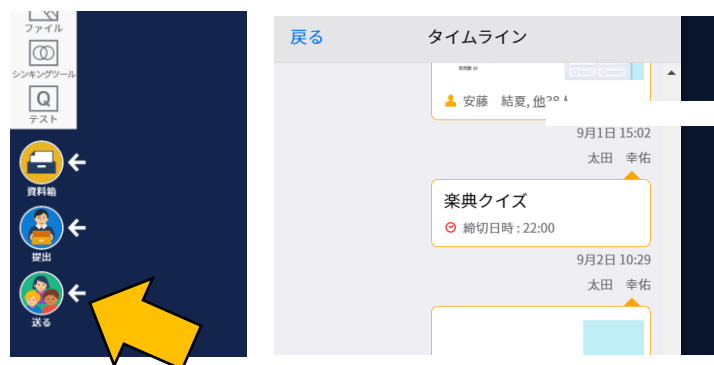 ファイル
シンキングツール
Q
テスト
資料箱
提出
送る
戻る
タイムライン
安藤 結夏, 他
9月1日 15:02
太田 幸佑
楽典クイズ
締切日時 : 22:00
9月2日 10:29
太田 幸佑